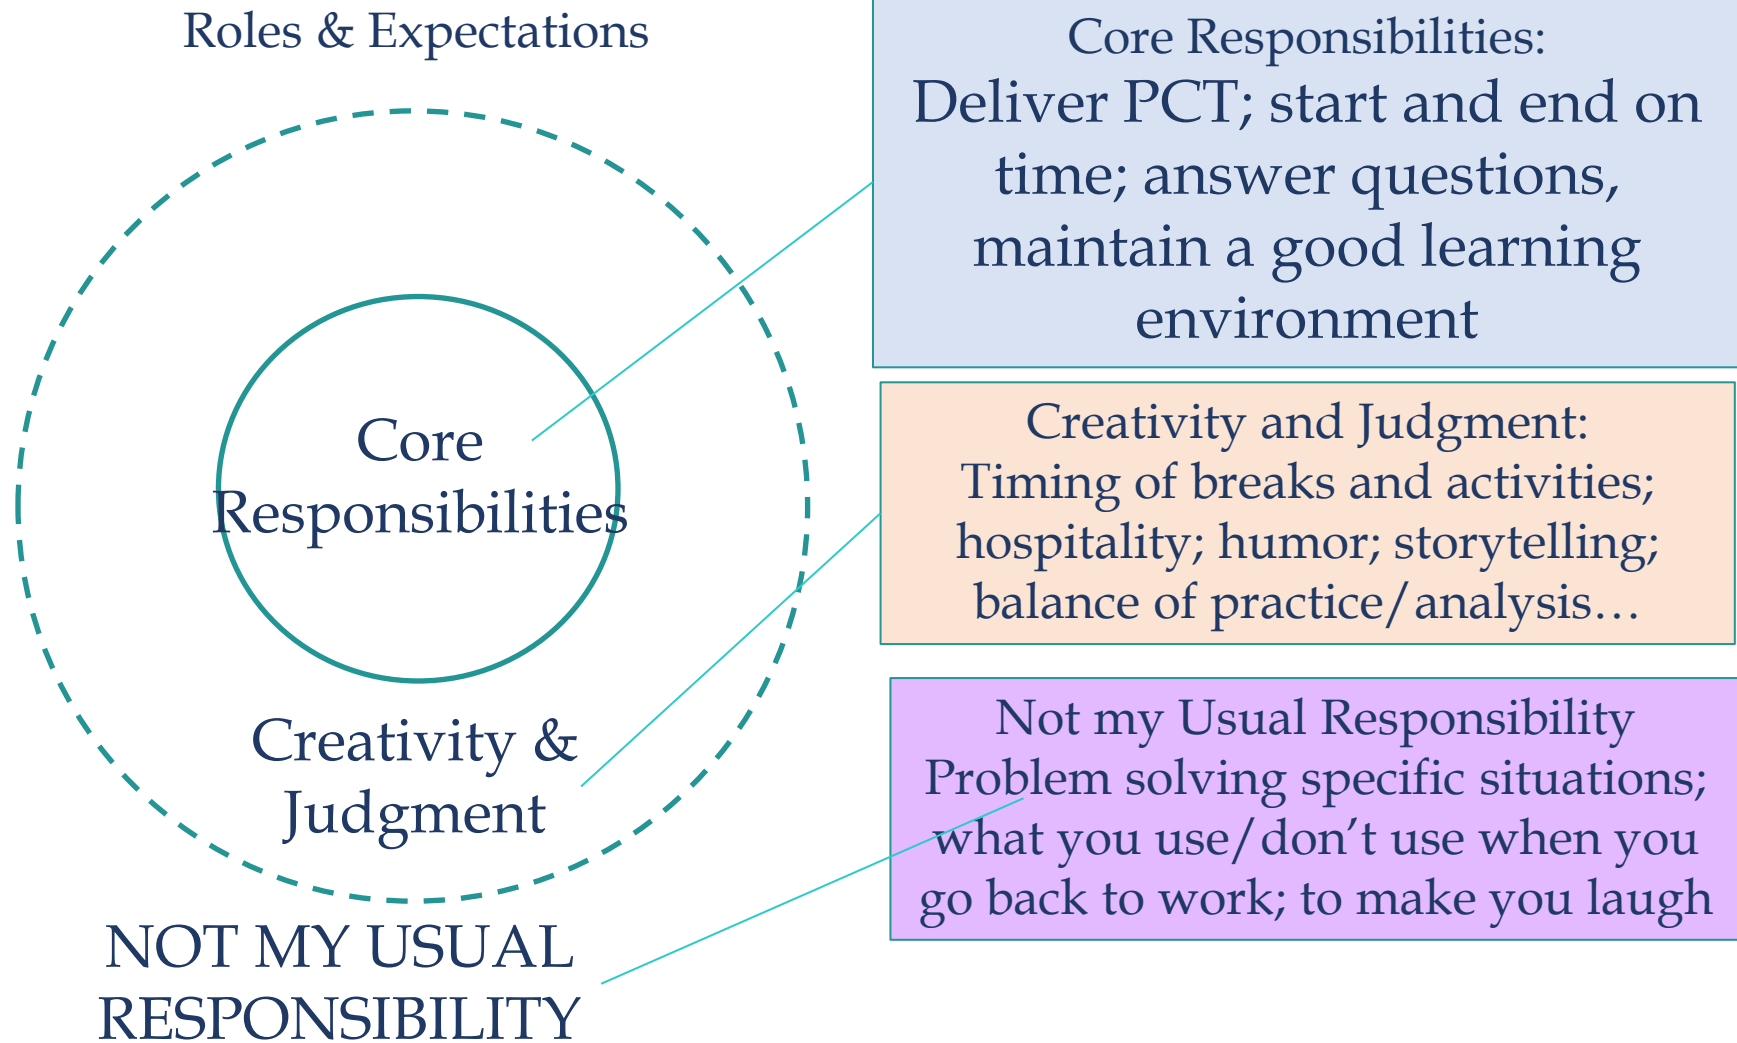 Roles & Expectations
Core
Responsibilities
Creativity &
Judgment
NOT MY USUAL
RESPONSIBILITY
Core Responsibilities:
Deliver PCT; start and end on
time; answer questions,
maintain a good learning
environment
Creativity and Judgment:
Timing of breaks and activities;
hospitality; humor; storytelling;
balance of practice/analysis…
Not my Usual Responsibility
Problem solving specific situations;
what you use/don’t use when you
go back to work; to make you laugh